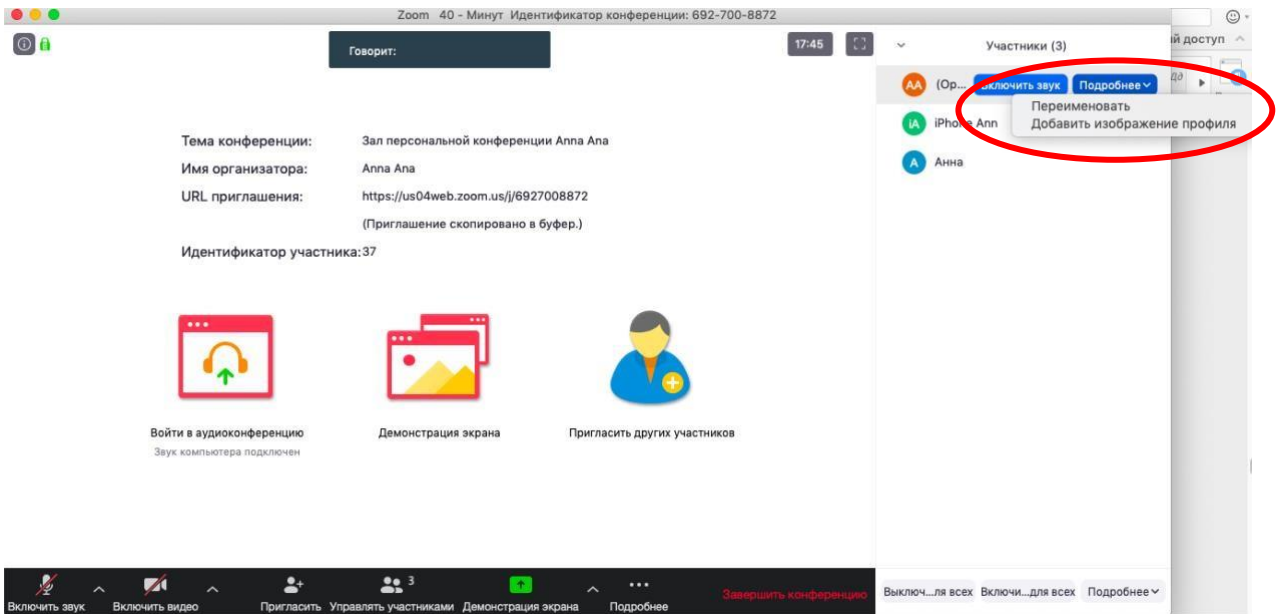 Zoom 40 - Минут Идентификатор конференции: 692-700-8872
Говорит:
17:45
Участники (3)
й доступ
AA (Ор... Включить звук Подробнее
Переименовать
Добавить изображение профиля
iA iPhone Ann
A Анна
Тема конференции: Зал персональной конференции Anna Ana
Имя организатора: Anna Ana
URL приглашения: https://us04web.zoom.us/j/6927008872
(Приглашение скопировано в буфер.)
Идентификатор участника:37
Войти в аудиоконференцию
Звук компьютера подключен
Демонстрация экрана
Пригласить других участников
Включить звук
Включить видео
Пригласить
3
Управлять участниками
Демонстрация экрана
Подробнее
Завершить конференцию
Выключ...ля всех
Включи...для всех
Подробнее